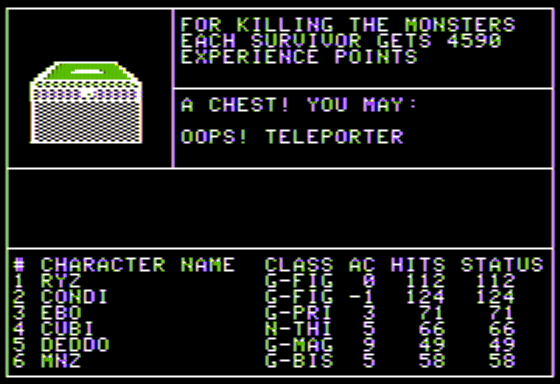 FOR KILLING THE MONSTERS
EACH SURVIVOR GETS 4590
EXPERIENCE POINTS
A CHEST! YOU MAY:
OOPS! TELEPORTER
# CHARACTER NAME CLASS AC HITS STATUS
1 RYZ G-FIG 0 112 112
2 CONDI G-FIG -1 124 124
3 EBO G-PRI 3 71 71
4 CUBI N-THI 5 66 66
5 DEDDO G-MAG 9 49 49
6 MNZ G-BIS 5 58 58